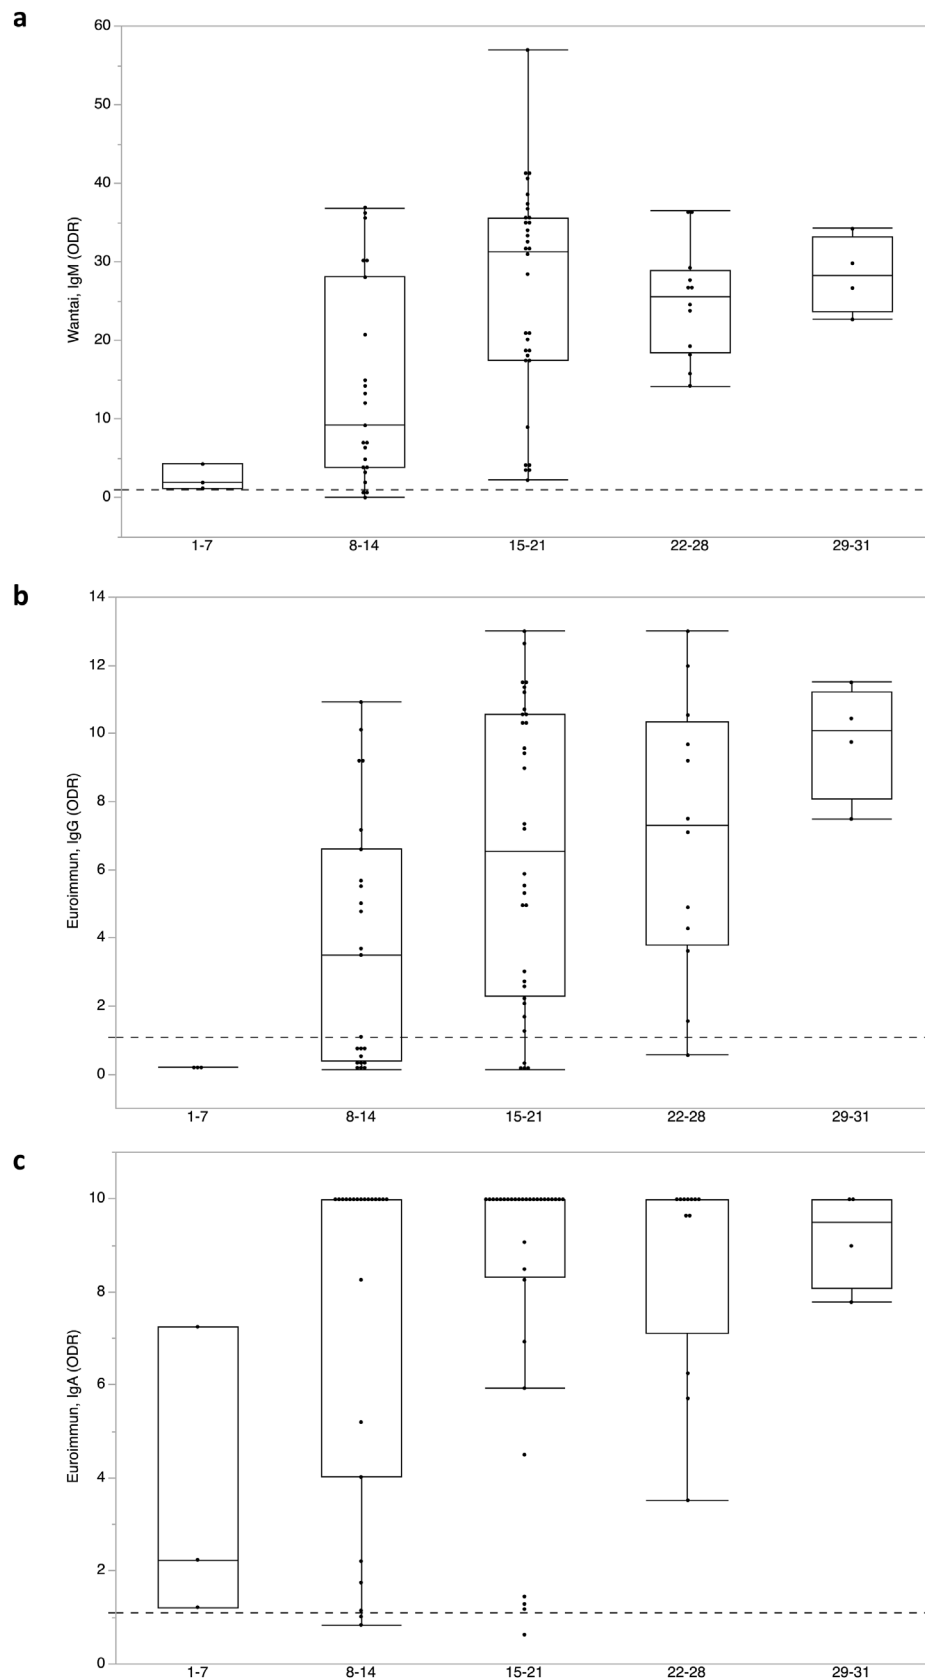 a
60
50
40
30
20
10
0
Wantai, IgM (ODR)
1-7 8-14 15-21 22-28 29-31
b
14
12
10
8
6
4
2
0
Euroimmun, IgG (ODR)
1-7 8-14 15-21 22-28 29-31
c
10
8
6
4
2
0
Euroimmun, IgA (ODR)
1-7 8-14 15-21 22-28 29-31